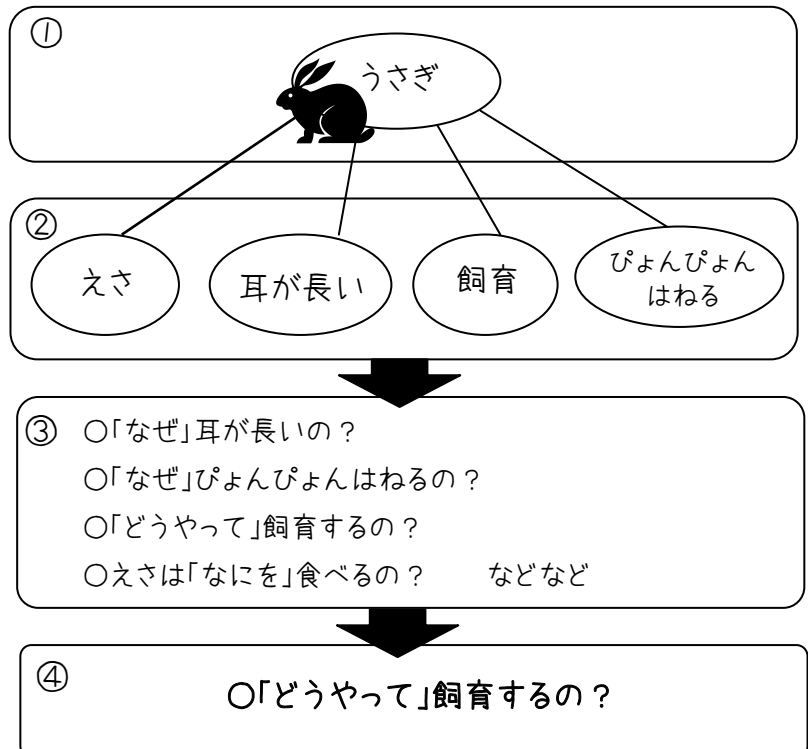 ①
うさぎ
②
えさ
耳が長い
飼育
ぴょんぴょん
はねる
③ ○「なぜ」耳が長いの？
○「なぜ」ぴょんぴょんはねるの？
○「どうやって」飼育するの？
○えさは「なにを」食べるの？　などなど
④
○「どうやって」飼育するの？